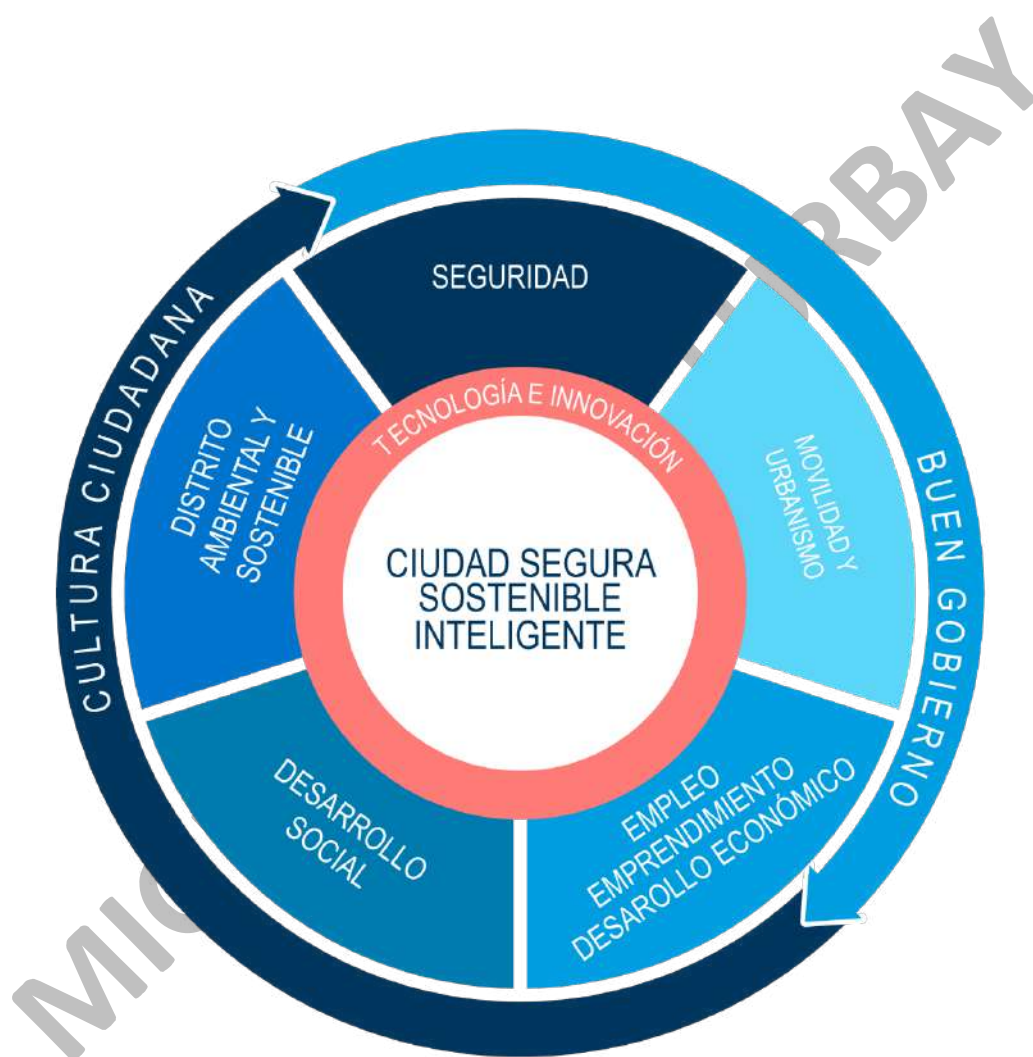 SEGURIDAD
TECNOLOGÍA E INNOVACIÓN
CIUDAD SEGURA
SOSTENIBLE
INTELIGENTE
MOVILIDAD Y
URBANISMO
EMPLEO
EMPRENDIMIENTO
DESAROLLO ECONÓMICO
DESARROLLO
SOCIAL
DISTRITO
AMBIENTAL Y
SOSTENIBLE
CULTURA CIUDADANA
BUEN GOBIERNO